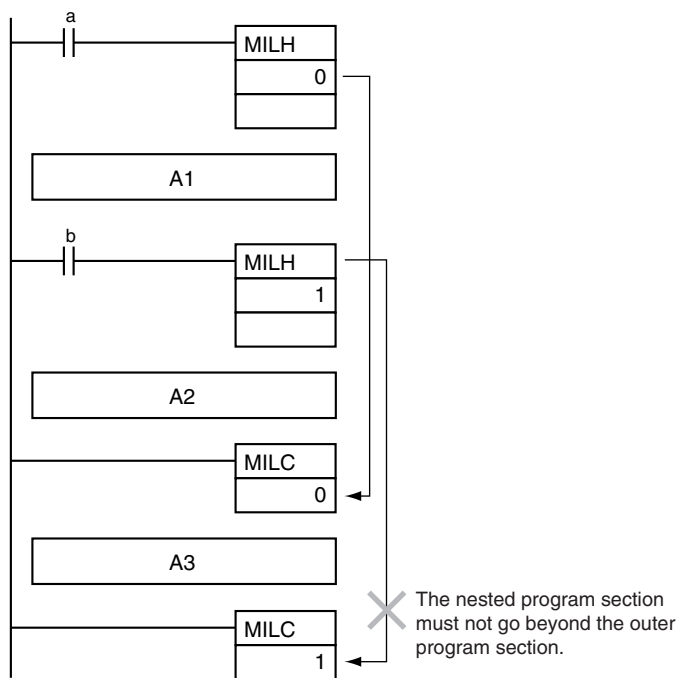 a
MILH
0
A1
b
MILH
1
A2
MILC
0
A3
The nested program section
must not go beyond the outer
program section.
MILC
1